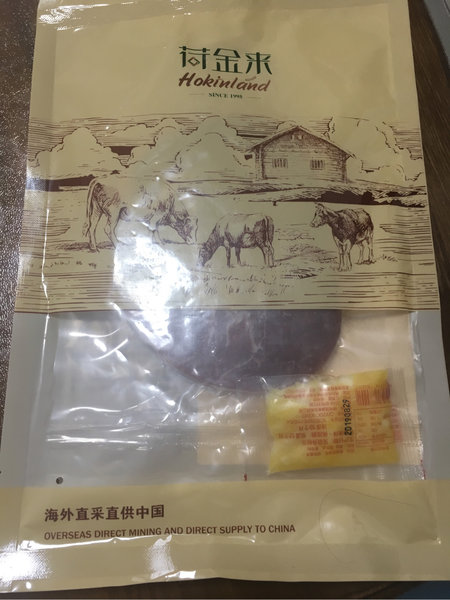 荷金来
Hokinland
SINCE 1998
20190829
海外直采直供中国
OVERSEAS DIRECT MINING AND DIRECT SUPPLY TO CHINA